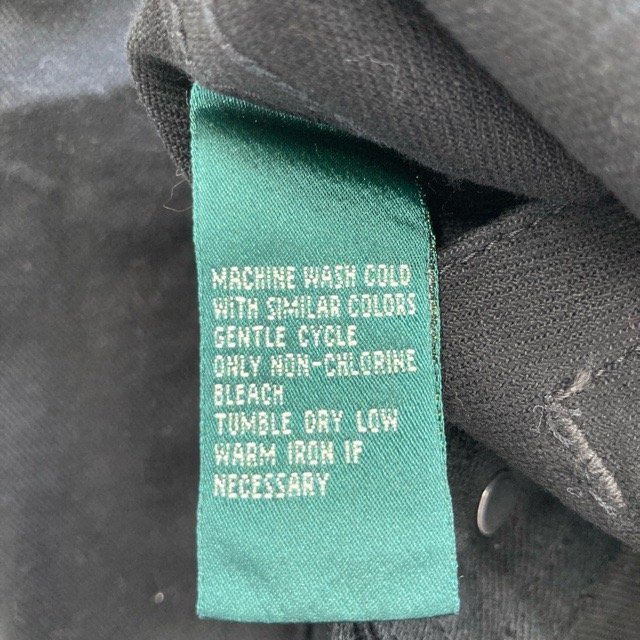 MACHINE WASH COLD
WITH SIMILAR COLORS
GENTLE CYCLE
ONLY NON-CHLORINE
BLEACH
TUMBLE DRY LOW
WARM IRON IF
NECESSARY